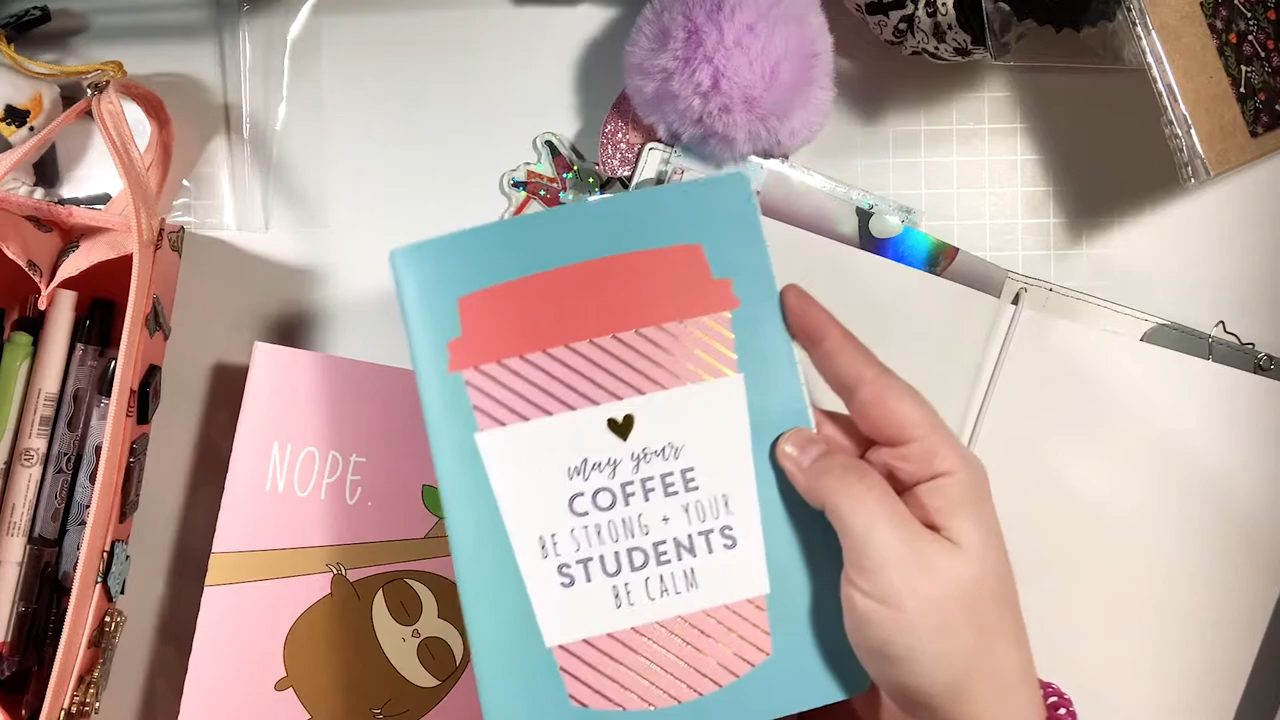 NOPE.
may your
COFFEE
BE STRONG + YOUR
STUDENTS
BE CALM